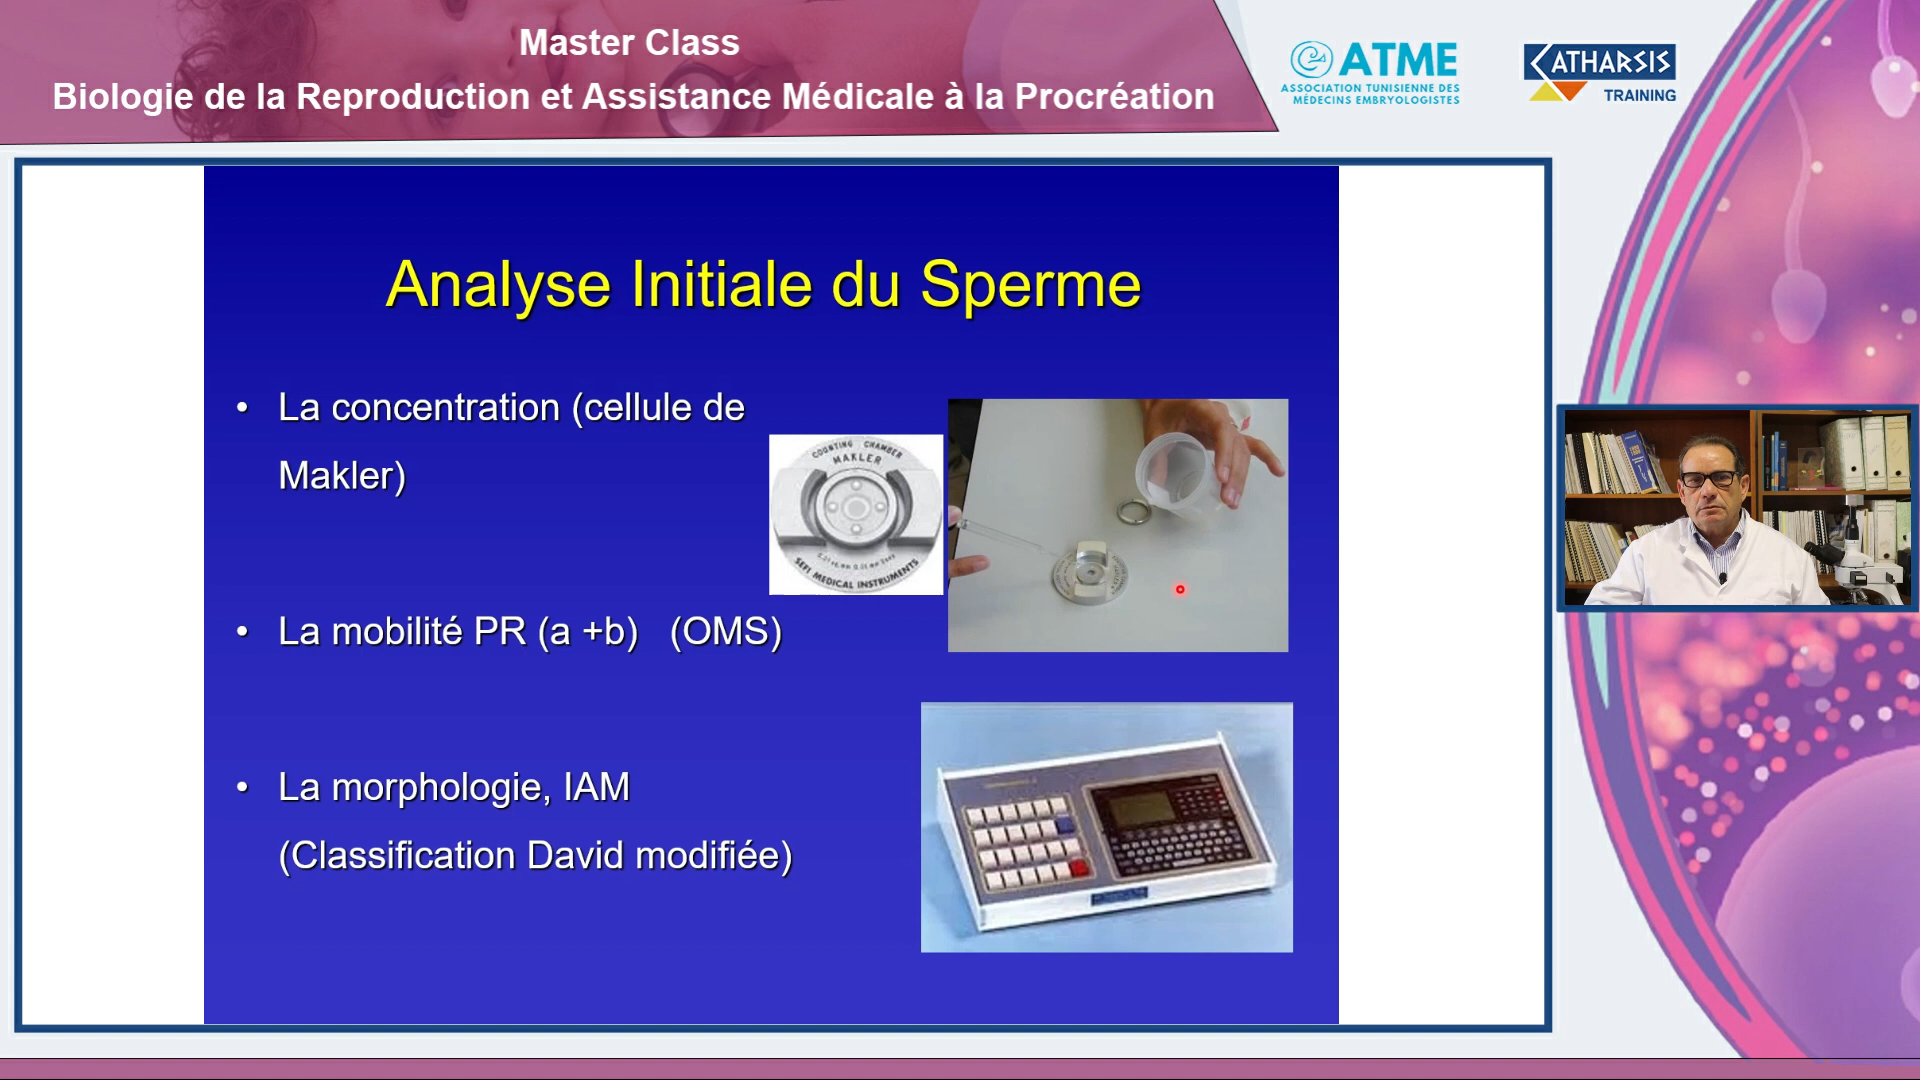 Master Class
Biologie de la Reproduction et Assistance Médicale à la Procréation
ATME
ASSOCIATION TUNISIENNE DES
MÉDECINS EMBRYOLOGISTES
KATHARSIS
TRAINING
Analyse Initiale du Sperme
• La concentration (cellule de
Makler)
COUNTING CHAMBER
MAKLER
SEFI MEDICAL INSTRUMENTS
• La mobilité PR (a +b) (OMS)
• La morphologie, IAM
(Classification David modifiée)